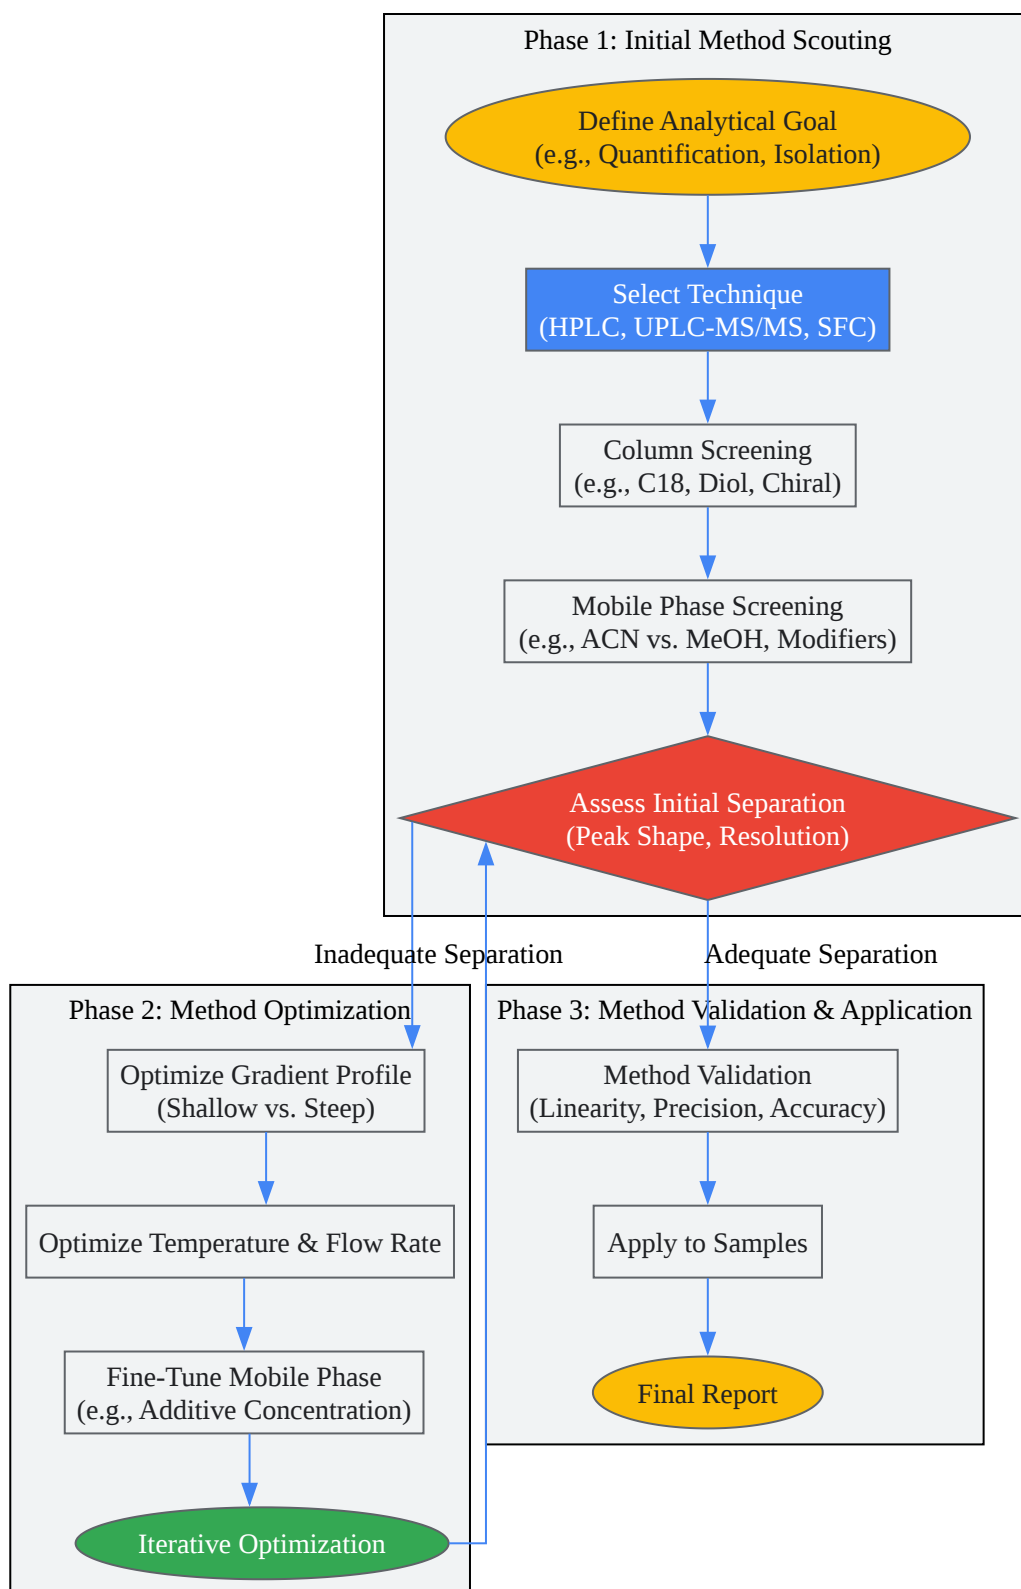 Phase 1: Initial Method Scouting
Define Analytical Goal
(e.g., Quantification, Isolation)
Select Technique
(HPLC, UPLC-MS/MS, SFC)
Column Screening
(e.g., C18, Diol, Chiral)
Mobile Phase Screening
(e.g., ACN vs. MeOH, Modifiers)
Assess Initial Separation
(Peak Shape, Resolution)
Inadequate Separation
Adequate Separation
Phase 2: Method Optimization
Optimize Gradient Profile
(Shallow vs. Steep)
Optimize Temperature & Flow Rate
Fine-Tune Mobile Phase
(e.g., Additive Concentration)
Iterative Optimization
Phase 3: Method Validation & Application
Method Validation
(Linearity, Precision, Accuracy)
Apply to Samples
Final Report